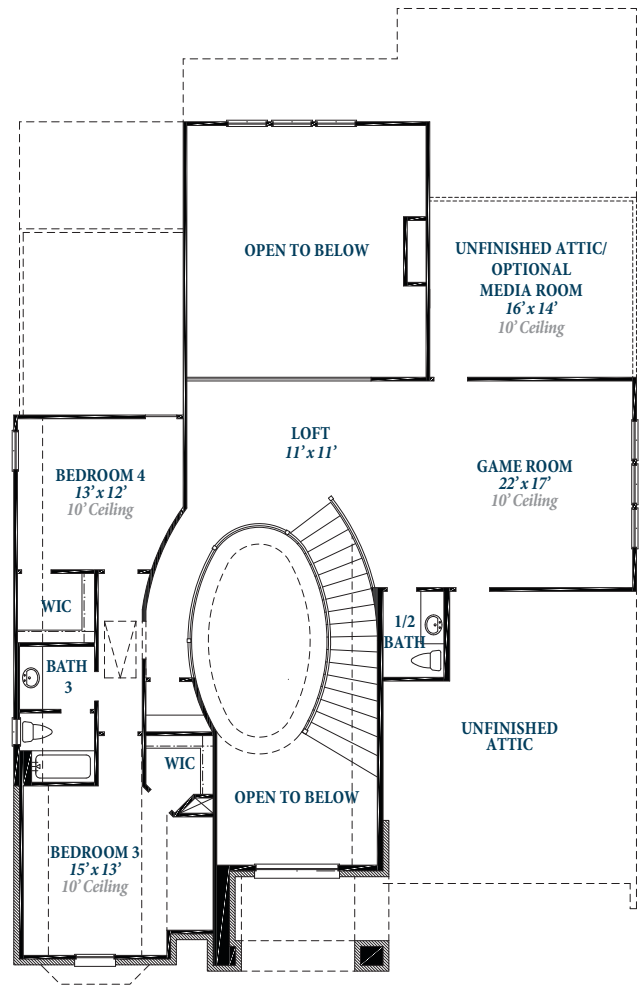 OPEN TO BELOW
UNFINISHED ATTIC/
OPTIONAL
MEDIA ROOM
16' x 14'
10' Ceiling
LOFT
11' x 11'
BEDROOM 4
13' x 12'
10' Ceiling
GAME ROOM
22' x 17'
10' Ceiling
WIC
1/2
BATH
BATH
3
UNFINISHED
ATTIC
WIC
OPEN TO BELOW
BEDROOM 3
15' x 13'
10' Ceiling